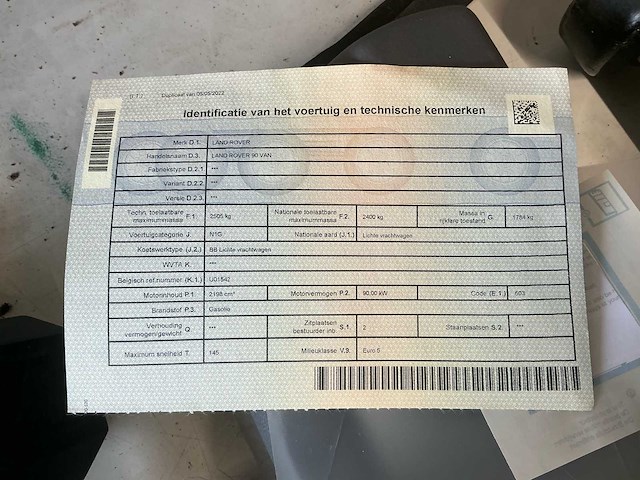 Duplicaat van 05/05/2022
Identificatie van het voertuig en technische kenmerken
Merk D.1. LAND ROVER
Handelsnaam D.3. LAND ROVER 90 VAN
Fabriekstype D.2.1. ***
Variant D.2.2. ***
Versie D.2.3. ***
Techn. toelaatbare maximummassa F.1. 2505 kg Nationale toelaatbare maximummassa F.2. 2400 kg Massa in rijklare toestand G. 1784 kg
Voertuigcategorie J. N1G Nationale aard (J.1.) Lichte vrachtwagen
Koetswerktype (J.2.) BB Lichte vrachtwagen
WVTA K. ***
Belgisch ref.nummer (K.1.) U01542
Motorinhoud P.1. 2198 cm³ Motorvermogen P.2. 90.00 kW Code (E.1.) 603
Brandstof P.3. Gasolie
Verhouding vermogen/gewicht Q. *** Zitplaatsen bestuurder inb. S.1. 2 Staanplaatsen S.2. ***
Maximum snelheid T. 145 Milieuklasse V.9. Euro 5